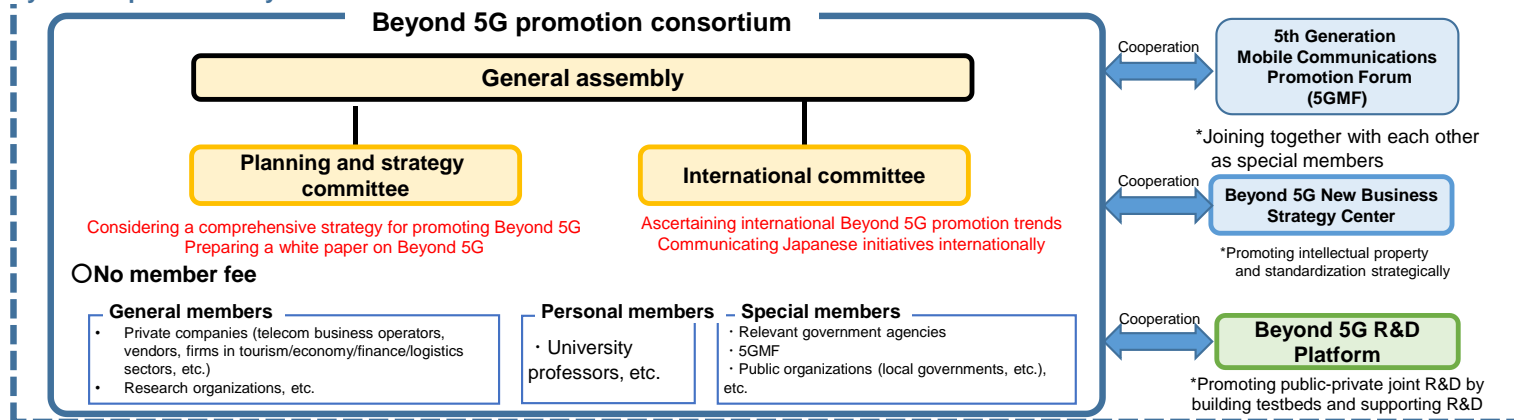 Beyond 5G promotion consortium
General assembly
Planning and strategy
committee
International committee
Considering a comprehensive strategy for promoting Beyond 5G
Preparing a white paper on Beyond 5G
Ascertaining international Beyond 5G promotion trends
Communicating Japanese initiatives internationally
〇No member fee
General members
• Private companies (telecom business operators,
vendors, firms in tourism/economy/finance/logistics
sectors, etc.)
• Research organizations, etc.
Personal members
・University
professors, etc.
Special members
・Relevant government agencies
・5GMF
・Public organizations (local governments, etc.),
etc.
Cooperation
5th Generation
Mobile Communications
Promotion Forum
(5GMF)
*Joining together with each other
as special members
Cooperation
Beyond 5G New Business
Strategy Center
*Promoting intellectual property
and standardization strategically
Cooperation
Beyond 5G R&D
Platform
*Promoting public-private joint R&D by
building testbeds and supporting R&D